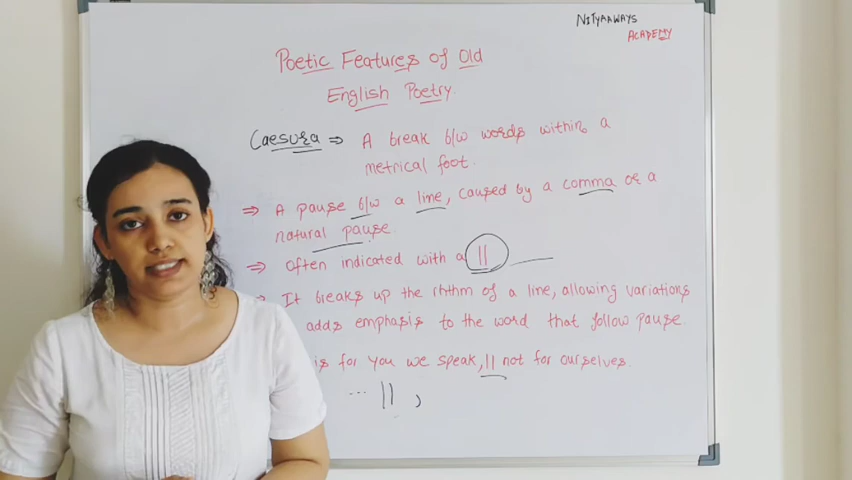 NITYAAWAYS
ACADEMY
Poetic Features of Old
English Poetry.
Caesura ⇒ A break b/w words within a
metrical foot.
⇒ A pause b/w a line, caused by a comma or a
natural pause.
⇒ often indicated with a ||
It breaks up the rhthm of a line, allowing variations
adds emphasis to the word that follow pause.
is for you we speak, || not for ourselves.
... || ,